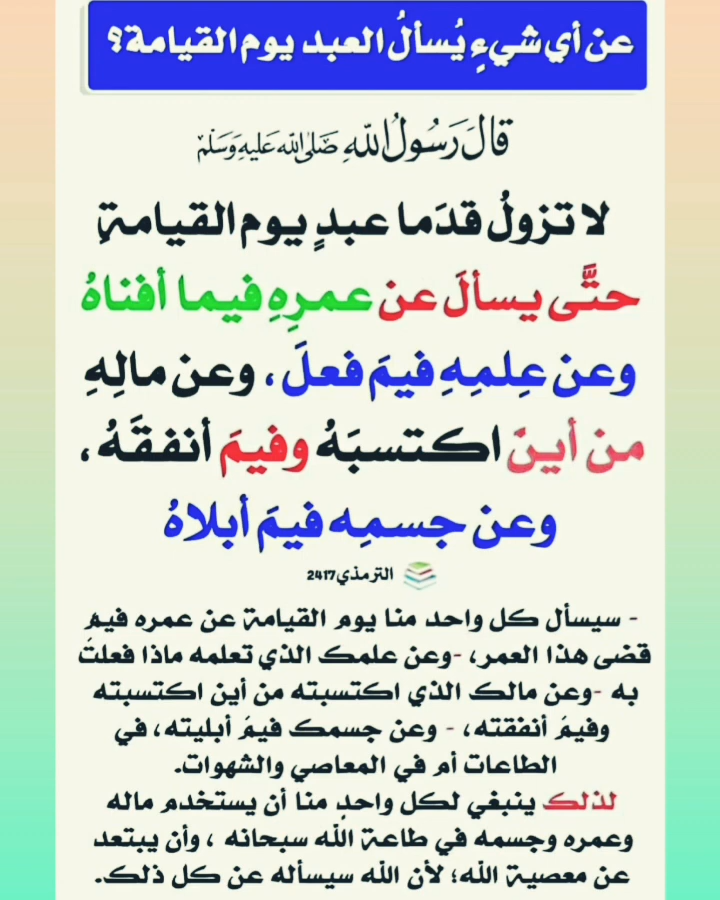 عن أي شيءٍ يُسألُ العبد يوم القيامة؟
قَالَ رَسُولُ اللَّهِ صَلَى اللَّه عَلَيْهِ وَسَلَّمْ
لا تزولُ قدَما عبدٍ يوم القيامةِ
حتَّى يسألَ عن عمرِهِ فيما أفناهُ
وعن عِلمِهِ فيمَ فعلَ، وعن مالِهِ
من أينَ اكتسبَهُ وفيمَ أنفقَهُ،
وعن جسمِه فيمَ أبلاهُ
الترمذي2417
- سيسأل كل واحد منا يوم القيامة عن عمره فيمَ
قضى هذا العمر، -وعن علمك الذي تعلمه ماذا فعلتَ
به -وعن مالك الذي اكتسبته من أين اكتسبته
وفيمَ أنفقته، - وعن جسمك فيمَ أبليته، في
الطاعات أم في المعاصي والشهوات.
لذلك ينبغي لكل واحدٍ منا أن يستخدم ماله
وعمره وجسمه في طاعة الله سبحانه ، وأن يبتعد
عن معصية الله؛ لأن الله سيسأله عن كل ذلك.